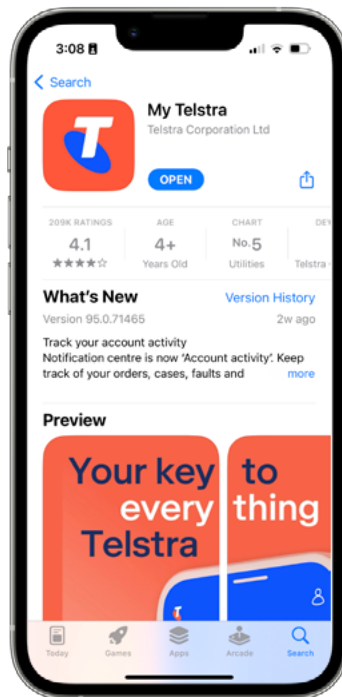 3:08
Search
My Telstra
Telstra Corporation Ltd
OPEN
209K RATINGS
AGE
CHART
DEV
4.1
4+
No.5
★★★★☆
Years Old
Utilities
Telstra
What's New
Version History
Version 95.0.71465
2w ago
Track your account activity
Notification centre is now 'Account activity'. Keep
track of your orders, cases, faults and more
Preview
Your key to
every thing
Telstra
Today
Games
Apps
Arcade
Search